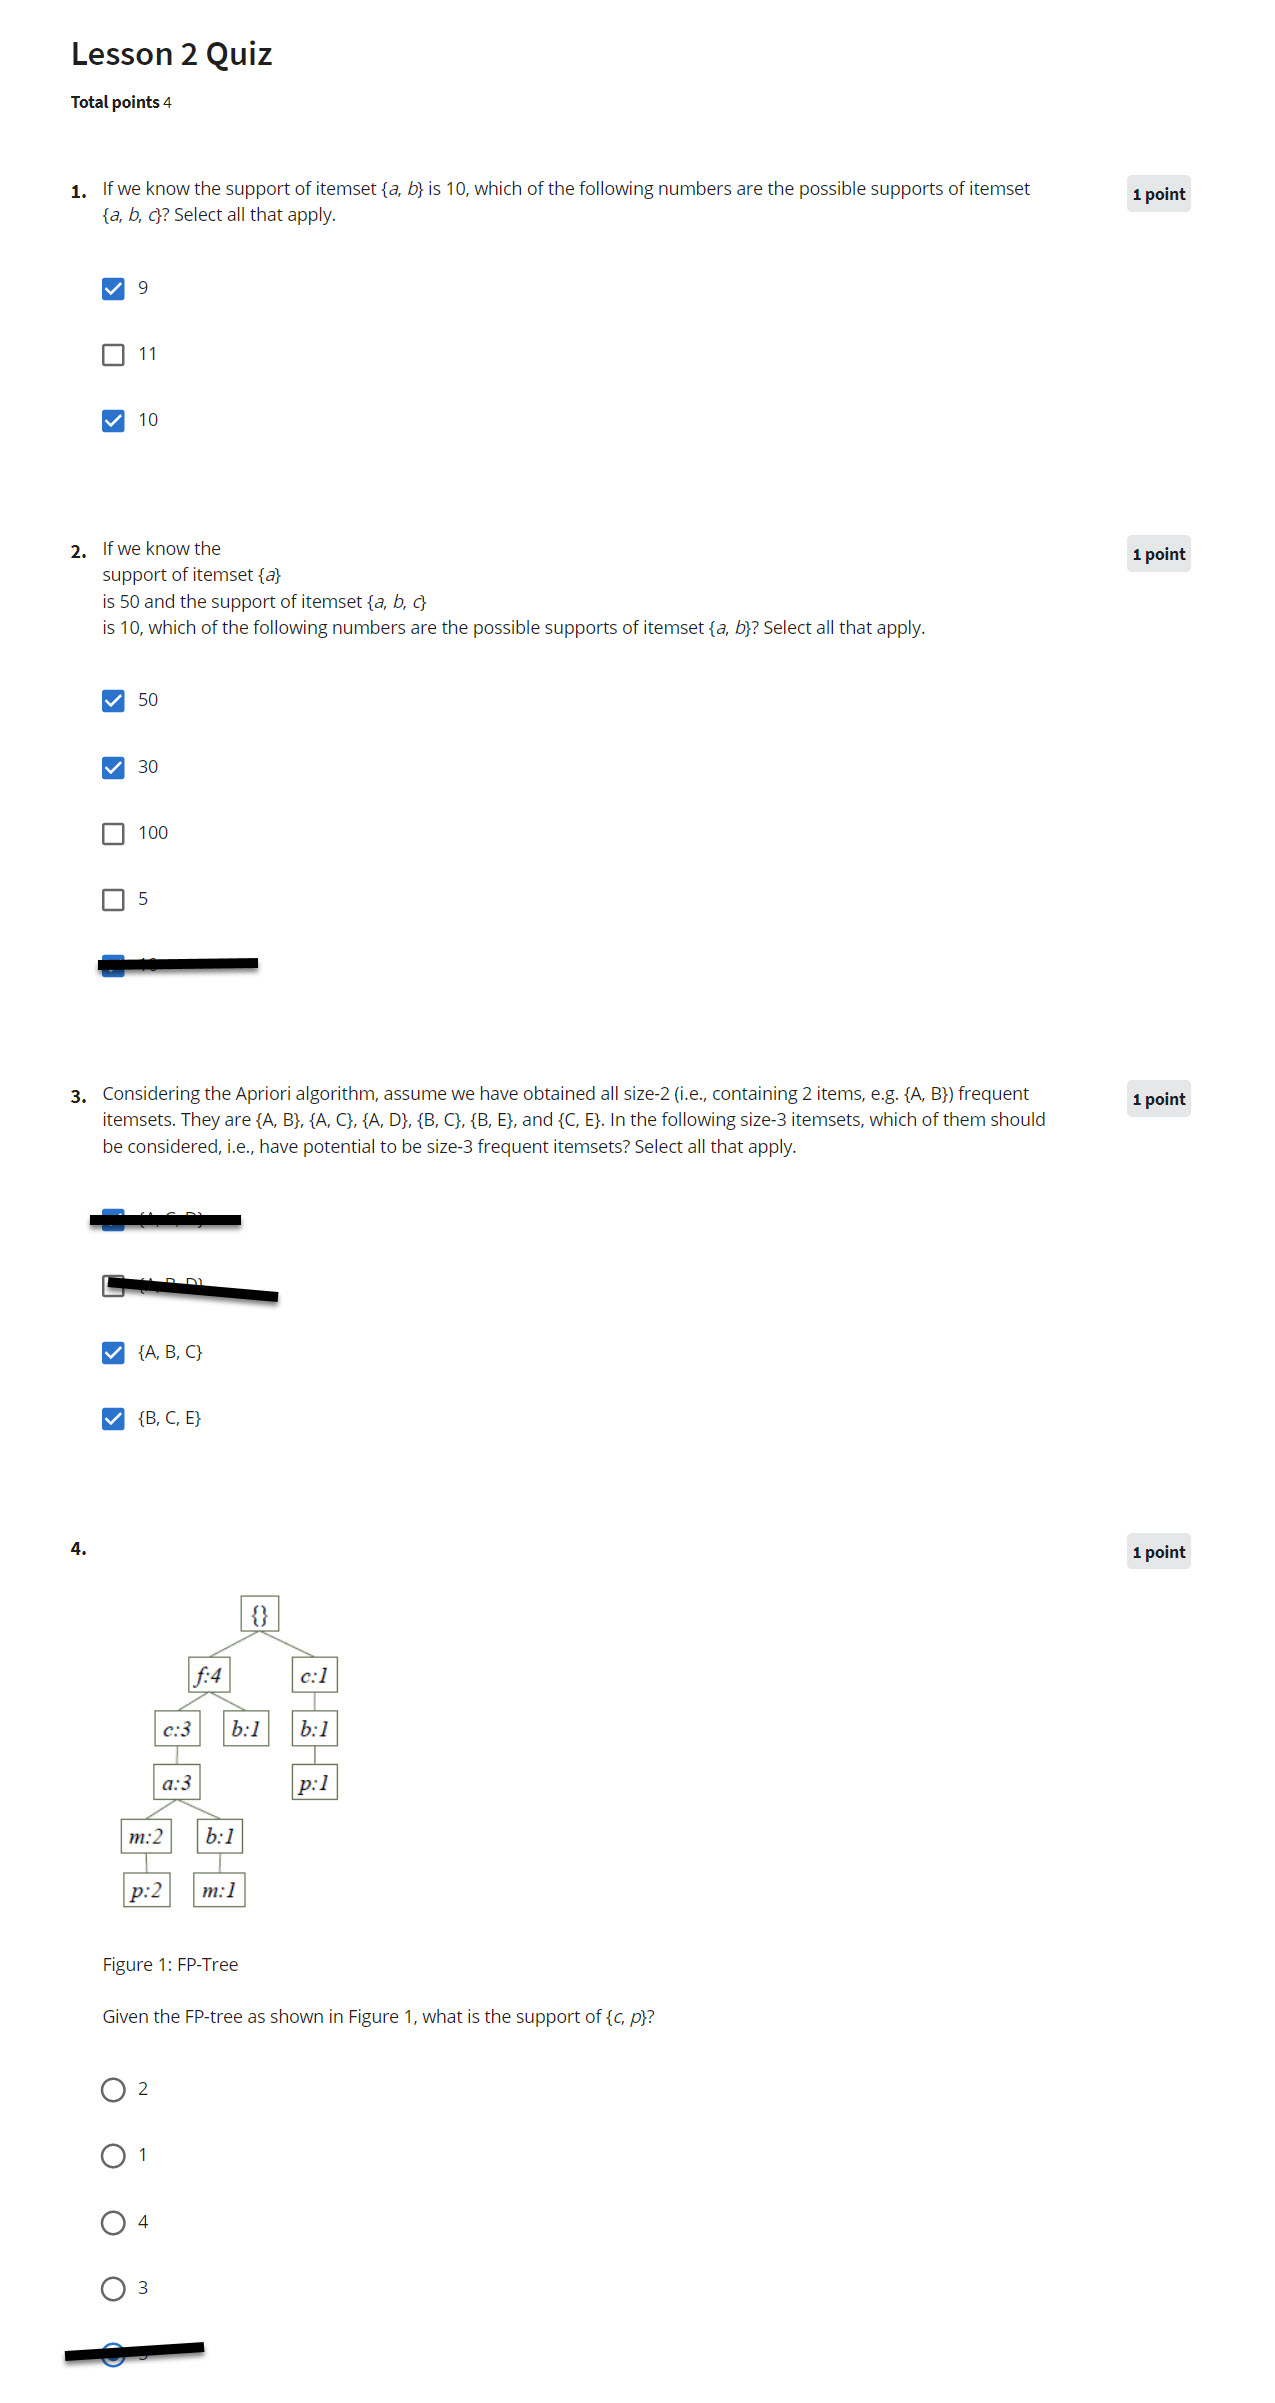 Lesson 2 Quiz
Total points 4
1. If we know the support of itemset {a, b} is 10, which of the following numbers are the possible supports of itemset
{a, b, c}? Select all that apply.
1 point
9
11
10
2. If we know the
support of itemset {a}
is 50 and the support of itemset {a, b, c}
is 10, which of the following numbers are the possible supports of itemset {a, b}? Select all that apply.
1 point
50
30
100
5
3. Considering the Apriori algorithm, assume we have obtained all size-2 (i.e., containing 2 items, e.g. {A, B}) frequent
itemsets. They are {A, B}, {A, C}, {A, D}, {B, C}, {B, E}, and {C, E}. In the following size-3 itemsets, which of them should
be considered, i.e., have potential to be size-3 frequent itemsets? Select all that apply.
1 point
{A, B, C}
{B, C, E}
4.
1 point
{}
f:4 c:1
c:3 b:1 b:1
a:3 p:1
m:2 b:1
p:2 m:1
Figure 1: FP-Tree
Given the FP-tree as shown in Figure 1, what is the support of {c, p}?
2
1
4
3